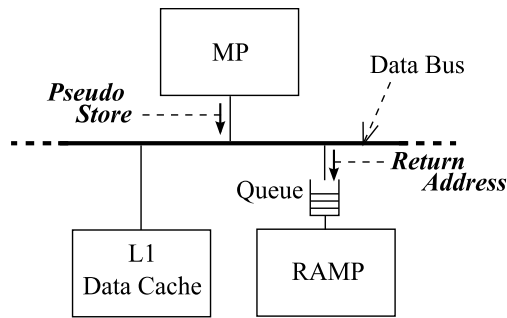 MP
Data Bus
Pseudo
Store
Return
Address
Queue
L1
Data Cache
RAMP